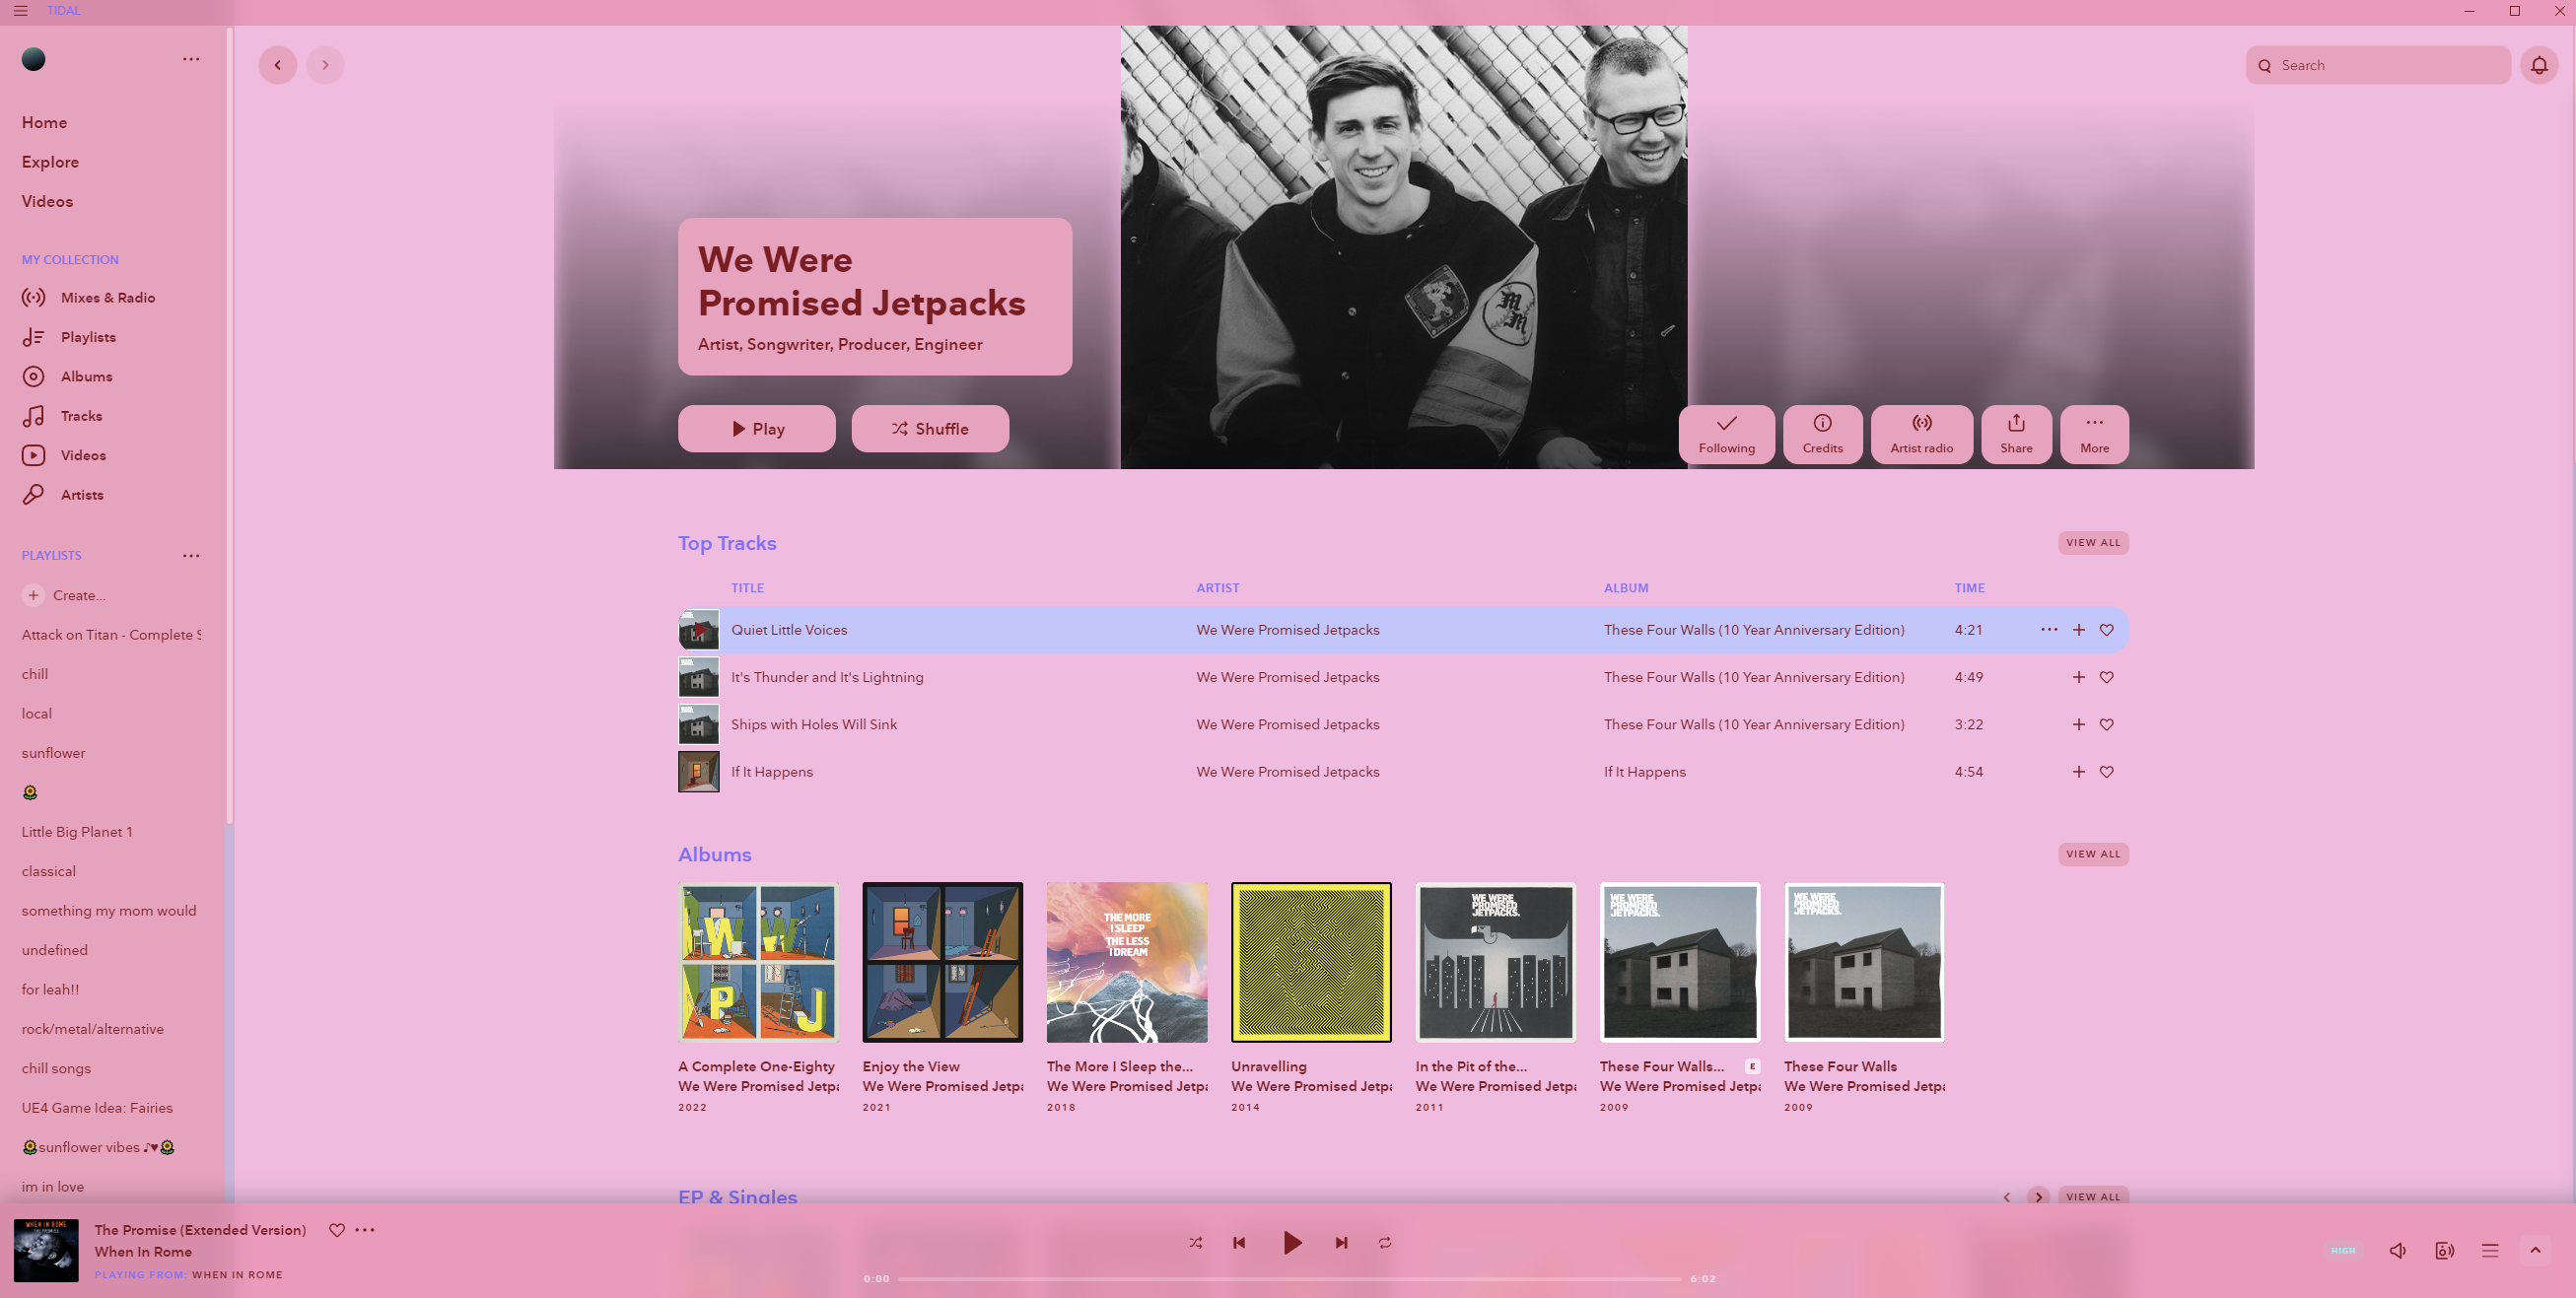 TIDAL
Search
Home
Explore
Videos
MY COLLECTION
Mixes & Radio
Playlists
Albums
Tracks
Videos
Artists
PLAYLISTS
Create...
Attack on Titan - Complete S
chill
local
sunflower
🌻
Little Big Planet 1
classical
something my mom would
undefined
for leah!!
rock/metal/alternative
chill songs
UE4 Game Idea: Fairies
🌻sunflower vibes ♪♥🌻
im in love
We Were
Promised Jetpacks
Artist, Songwriter, Producer, Engineer
Play
Shuffle
Following
Credits
Artist radio
Share
More
Top Tracks
VIEW ALL
TITLE ARTIST ALBUM TIME
Quiet Little Voices We Were Promised Jetpacks These Four Walls (10 Year Anniversary Edition) 4:21
It's Thunder and It's Lightning We Were Promised Jetpacks These Four Walls (10 Year Anniversary Edition) 4:49
Ships with Holes Will Sink We Were Promised Jetpacks These Four Walls (10 Year Anniversary Edition) 3:22
If It Happens We Were Promised Jetpacks If It Happens 4:54
Albums
VIEW ALL
W W
P J
THE MORE
I SLEEP
THE LESS
I DREAM
WE WERE
PROMISED
JETPACKS.
WE WERE
PROMISED
JETPACKS.
WE WERE
PROMISED
JETPACKS.
A Complete One-Eighty
We Were Promised Jetpa
2022
Enjoy the View
We Were Promised Jetpa
2021
The More I Sleep the...
We Were Promised Jetpa
2018
Unravelling
We Were Promised Jetpa
2014
In the Pit of the...
We Were Promised Jetpa
2011
These Four Walls... E
We Were Promised Jetpa
2009
These Four Walls
We Were Promised Jetpa
2009
EP & Singles
VIEW ALL
WHEN IN ROME
THE PROMISE
The Promise (Extended Version)
When In Rome
PLAYING FROM: WHEN IN ROME
0:00
6:02
HIGH